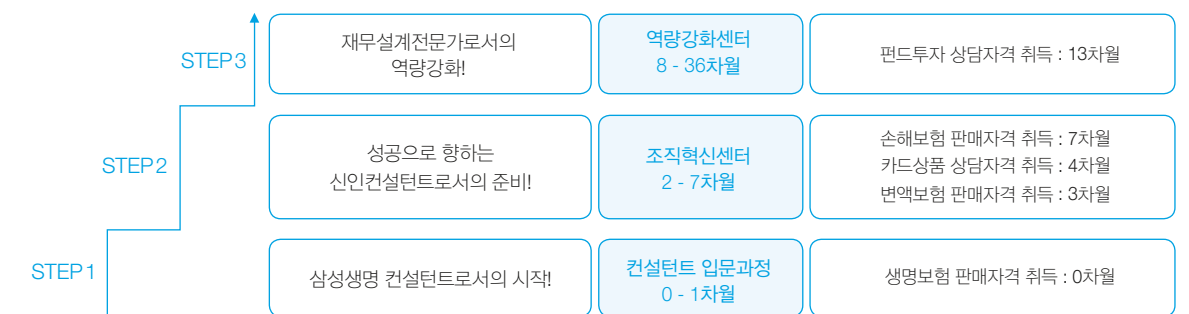 STEP3
재무설계전문가로서의
역량강화!
역량강화센터
8 - 36차월
펀드투자 상담자격 취득 : 13차월
STEP2
성공으로 향하는
신인컨설턴트로서의 준비!
조직혁신센터
2 - 7차월
손해보험 판매자격 취득 : 7차월
카드상품 상담자격 취득 : 4차월
변액보험 판매자격 취득 : 3차월
STEP1
삼성생명 컨설턴트로서의 시작!
컨설턴트 입문과정
0 - 1차월
생명보험 판매자격 취득 : 0차월